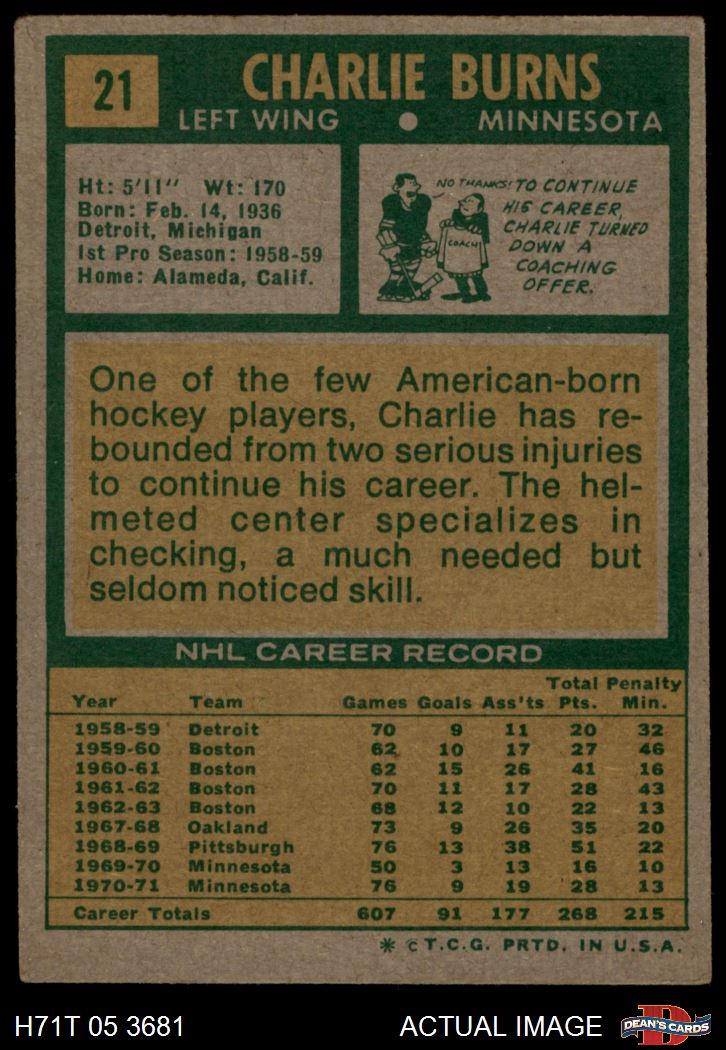 21
CHARLIE BURNS
LEFT WING ● MINNESOTA
Ht: 5'11" Wt: 170
Born: Feb. 14, 1936
Detroit, Michigan
1st Pro Season: 1958-59
Home: Alameda, Calif.
NO THANKS!
COACH
TO CONTINUE
HIS CAREER,
CHARLIE TURNED
DOWN A
COACHING
OFFER.
One of the few American-born
hockey players, Charlie has re-
bounded from two serious injuries
to continue his career. The hel-
meted center specializes in
checking, a much needed but
seldom noticed skill.
NHL CAREER RECORD
Total Penalty
Year Team Games Goals Ass'ts Pts. Min.
1958-59 Detroit 70 9 11 20 32
1959-60 Boston 62 10 17 27 46
1960-61 Boston 62 15 26 41 16
1961-62 Boston 70 11 17 28 43
1962-63 Boston 68 12 10 22 13
1967-68 Oakland 73 9 26 35 20
1968-69 Pittsburgh 76 13 38 51 22
1969-70 Minnesota 50 3 13 16 10
1970-71 Minnesota 76 9 19 28 13
Career Totals 607 91 177 268 215
* © T.C.G. PRTD. IN U.S.A.
H71T 05 3681 ACTUAL IMAGE
D
DEAN'S CARDS